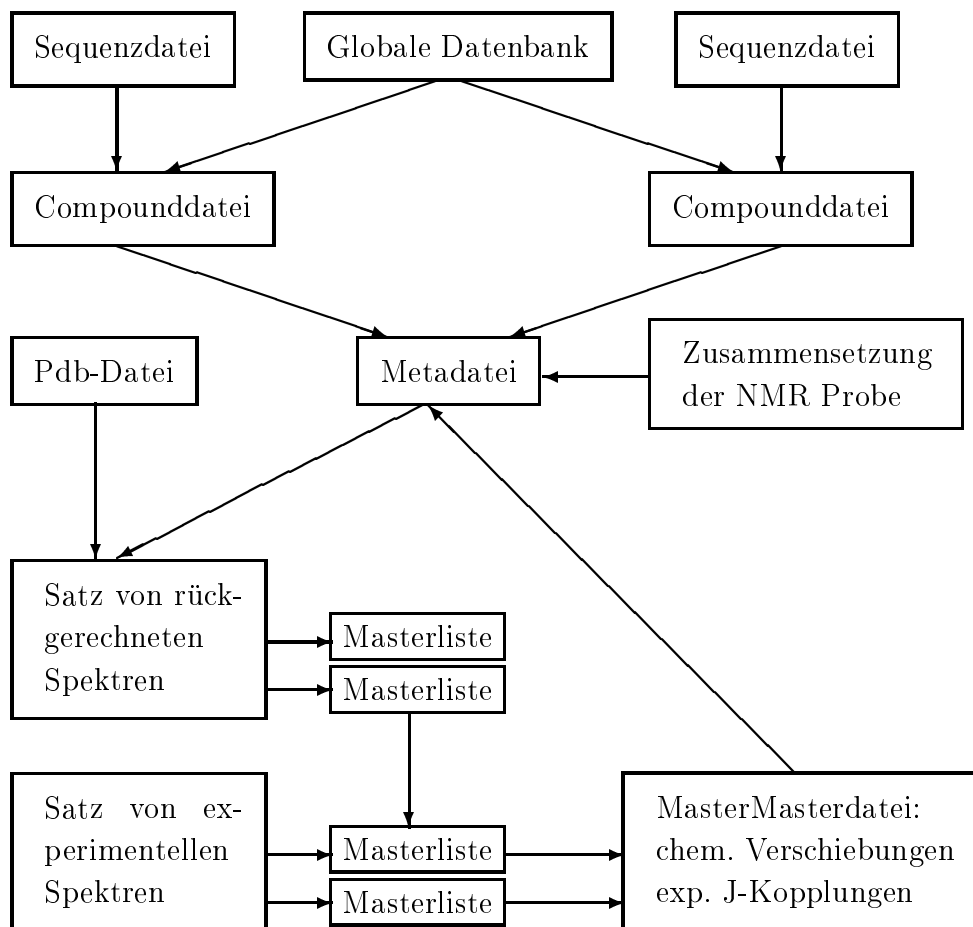 Sequenzdatei
Globale Datenbank
Sequenzdatei
Compounddatei
Compounddatei
Pdb-Datei
Metadatei
Zusammensetzung
der NMR Probe
Satz von rück-
gerechneten
Spektren
Masterliste
Masterliste
Satz von ex-
perimentellen
Spektren
Masterliste
Masterliste
MasterMasterdatei:
chem. Verschiebungen
exp. J-Kopplungen